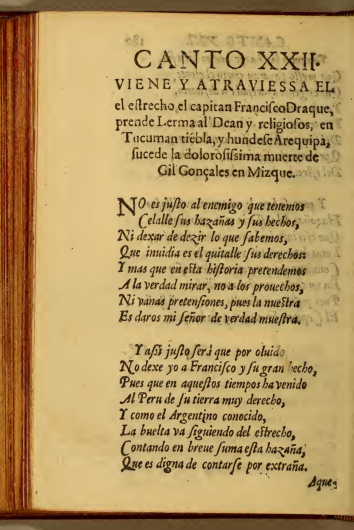 CANTO XXII.
VIENE Y ATRAVIESSA EL
el eſtrecho el capitan Franciſco Draque,
prende Lerma al Dean y religioſos, en
Tucuman tiẽbla, y hundeſe Arequipa,
ſucede la doloroſiſsima muerte de
Gil Gonçales en Mizque.
NO es juſto al enemigo que tenemos
Celalle ſus hazañas y ſus hechos,
Ni dexar de dezir lo que ſabemos,
Que inuidia es el quitalle ſus derechos:
Y mas que en eſta hiſtoria pretendemos
A la verdad mirar, no a los prouechos,
Ni vanas pretenſiones, pues la nueſtra
Es daros mi ſeñor de verdad mueſtra.
Y aſsi juſto ſerà que por oluido
No dexe yo a Franciſco y ſu gran hecho,
Pues que en aqueſtos tiempos ha venido
Al Peru de ſu tierra muy derecho,
Y como el Argentino conocido,
La buelta va ſiguiendo del eſtrecho,
Contando en breue ſuma eſta hazaña,
Que es digna de contarſe por extraña.
Aque